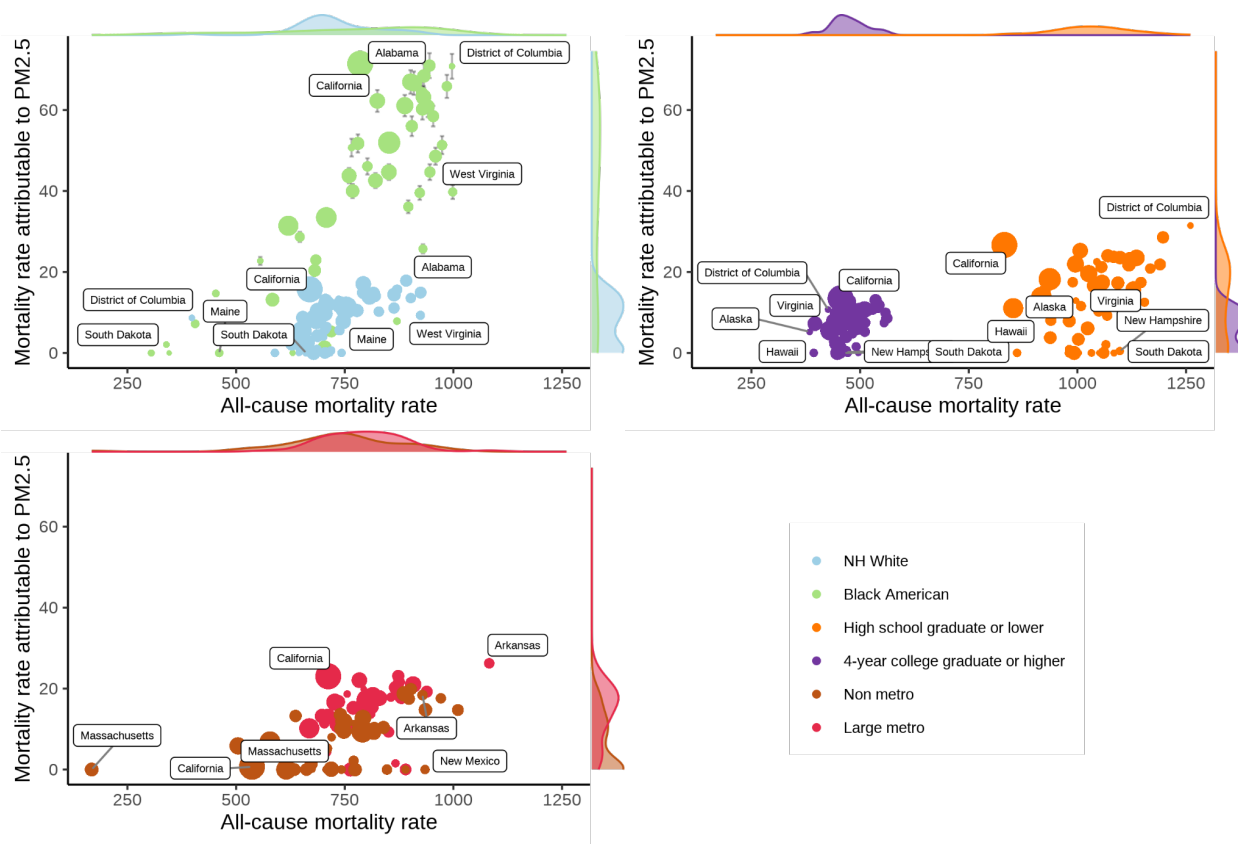 Mortality rate attributable to PM2.5
60
40
20
0
Alabama
District of Columbia
California
West Virginia
Alabama
California
District of Columbia
Maine
South Dakota
South Dakota
Maine
West Virginia
250
500
750
1000
1250
All-cause mortality rate
Mortality rate attributable to PM2.5
60
40
20
0
District of Columbia
California
District of Columbia
California
Virginia
Alaska
Virginia
Alaska
New Hampshire
Hawaii
Hawaii
New Hamps
South Dakota
South Dakota
250
500
750
1000
1250
All-cause mortality rate
Mortality rate attributable to PM2.5
60
40
20
0
Arkansas
California
Massachusetts
Arkansas
Massachusetts
California
New Mexico
250
500
750
1000
1250
All-cause mortality rate
NH White
Black American
High school graduate or lower
4-year college graduate or higher
Non metro
Large metro